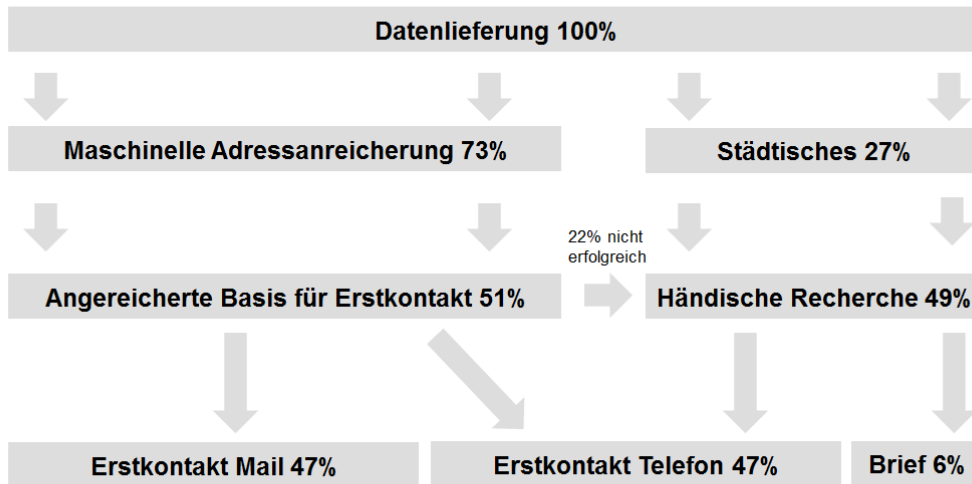 Datenlieferung 100%
Maschinelle Adressanreicherung 73%
Städtisches 27%
22% nicht
erfolgreich
Angereicherte Basis für Erstkontakt 51%
Händische Recherche 49%
Erstkontakt Mail 47%
Erstkontakt Telefon 47%
Brief 6%